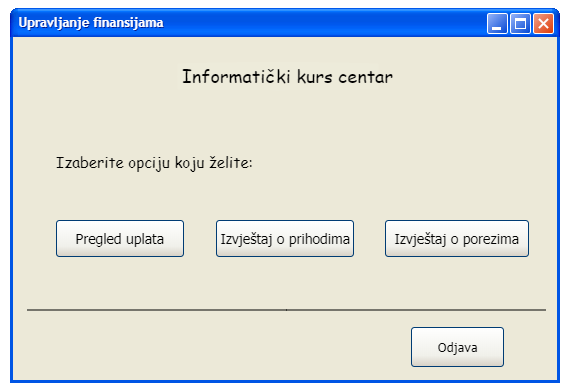 Upravljanje finansijama
Informatički kurs centar
Izaberite opciju koju želite:
Pregled uplata
Izvještaj o prihodima
Izvještaj o porezima
Odjava